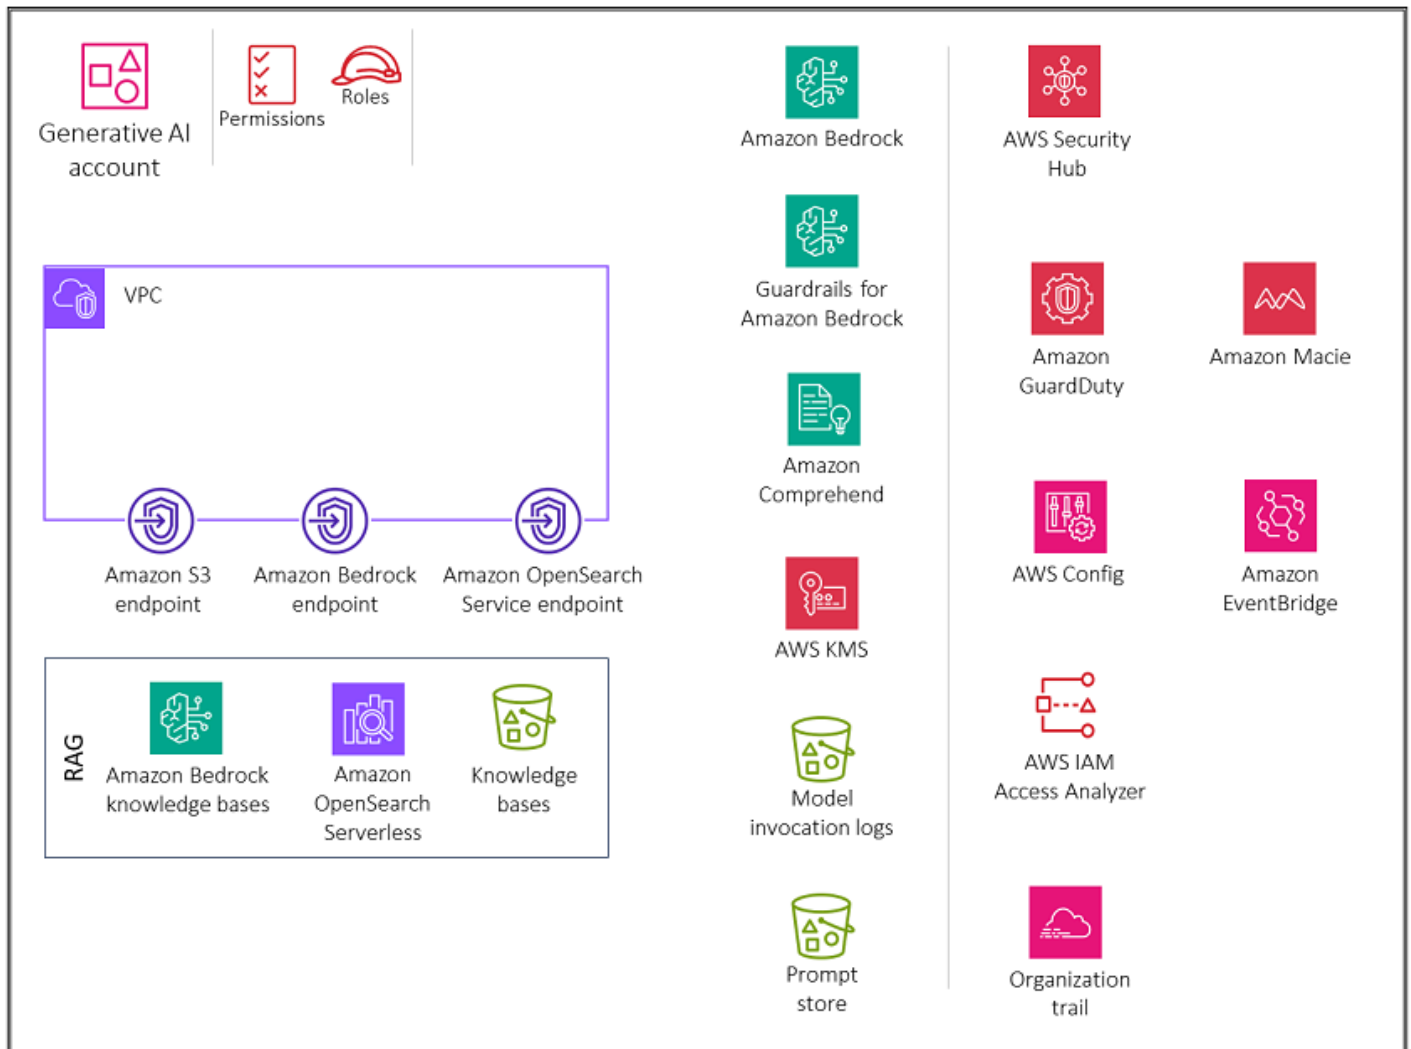 Generative AI
account
Permissions
Roles
VPC
Amazon S3
endpoint
Amazon Bedrock
endpoint
Amazon OpenSearch
Service endpoint
RAG
Amazon Bedrock
knowledge bases
Amazon
OpenSearch
Serverless
Knowledge
bases
Amazon Bedrock
Guardrails for
Amazon Bedrock
Amazon
Comprehend
AWS KMS
Model
invocation logs
Prompt
store
AWS Security
Hub
Amazon
GuardDuty
Amazon Macie
AWS Config
Amazon
EventBridge
AWS IAM
Access Analyzer
Organization
trail